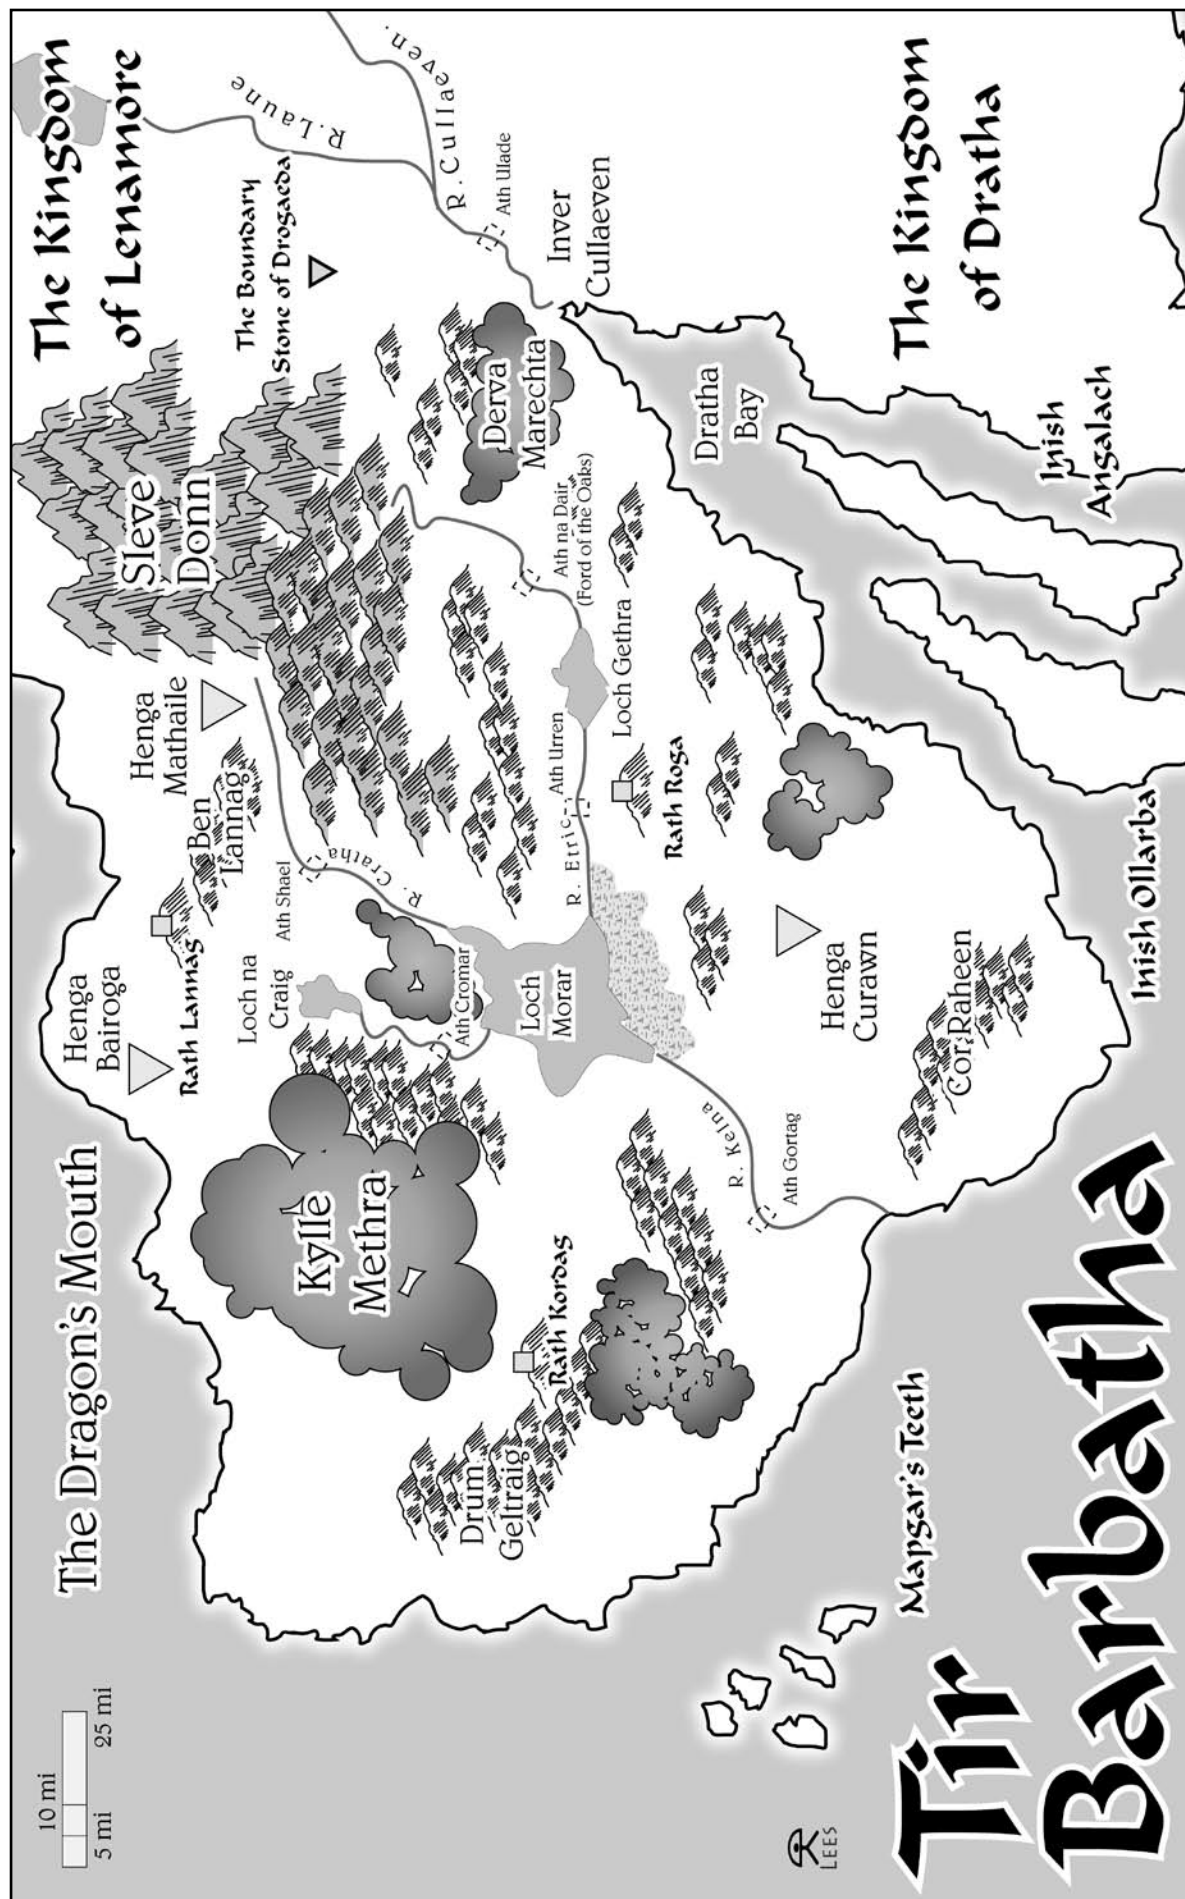 10 mi
5 mi
25 mi
The Dragon's Mouth
Henga
Bairoga
Rath Lannag
Henga
Mathaile
Ben
Lannag
Sleve
Donn
The Kingdom
of Lenamore
The Boundary
Stone of Drogaeda
R. Laune
R. Cullaeven.
Ath Ulade
Inver
Cullaeven
Loch na
Craig
Ath Shael
R. Cratha
Ath Cromar
Kylle
Methra
Loch
Morar
Derva
Marechta
Ath na Dair
(Ford of the Oaks)
R. Etric
Ath Urren
Loch Gethra
Rath Roga
Drum
Geltraig
Rath Kordag
R. Kelna
Ath Gortag
Henga
Curawn
Cor Raheen
Dratha
Bay
The Kingdom
of Dratha
Inish
Angalach
Inish Ollarba
Mapgar's Teeth
LEES
Tir
Barbatha